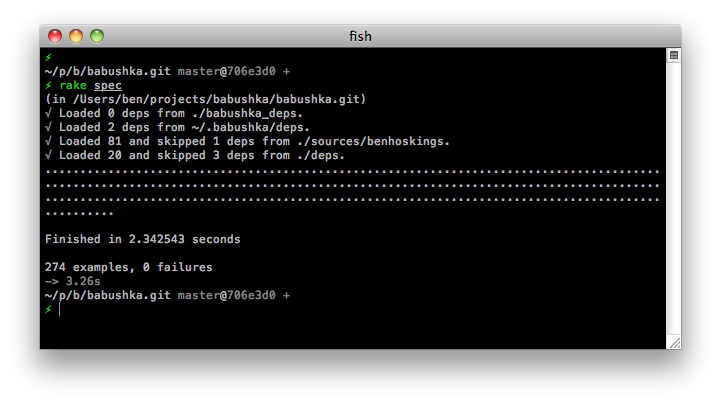 fish
⚡
~/p/b/babushka.git master@706e3d0 +
⚡ rake spec
(in /Users/ben/projects/babushka/babushka.git)
√ Loaded 0 deps from ./babushka_deps.
√ Loaded 2 deps from ~/.babushka/deps.
√ Loaded 81 and skipped 1 deps from ./sources/benhoskings.
√ Loaded 20 and skipped 3 deps from ./deps.
........................................................................................
........................................................................................
........................................................................................
..........
Finished in 2.342543 seconds
274 examples, 0 failures
-> 3.26s
~/p/b/babushka.git master@706e3d0 +
⚡